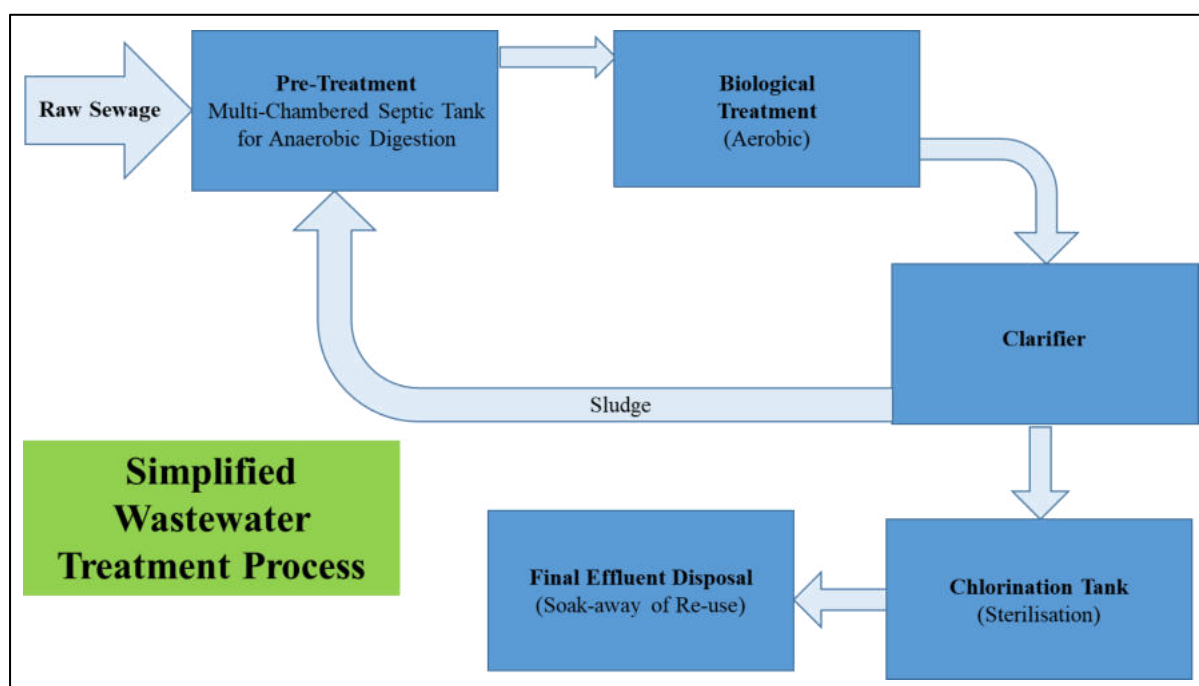 Raw Sewage
Pre-Treatment
Multi-Chambered Septic Tank
for Anaerobic Digestion
Biological
Treatment
(Aerobic)
Clarifier
Sludge
Simplified
Wastewater
Treatment Process
Final Effluent Disposal
(Soak-away of Re-use)
Chlorination Tank
(Sterilisation)